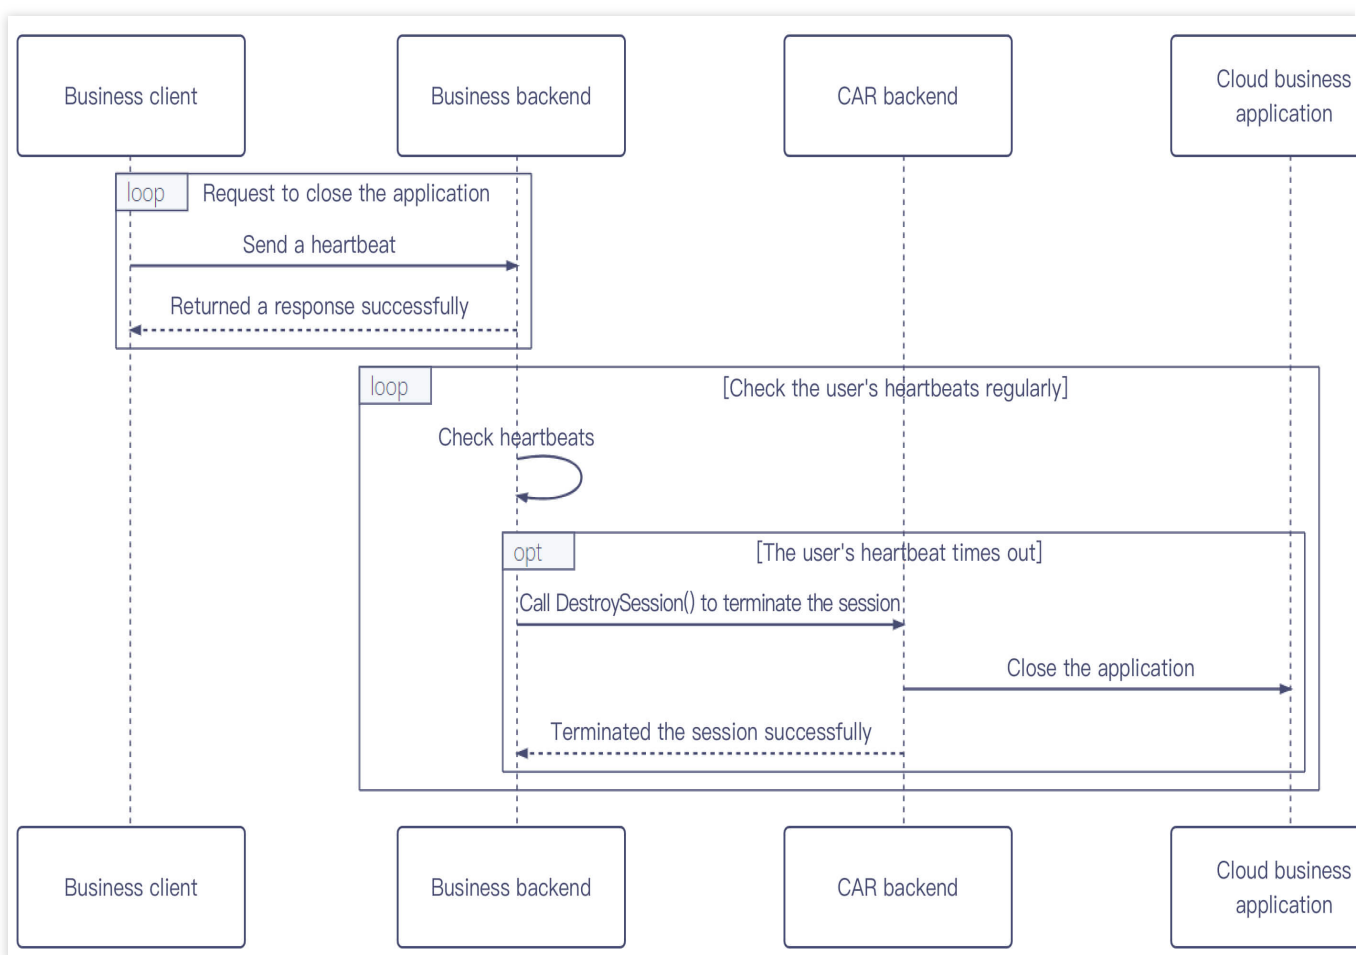 Business client
Business backend
CAR backend
Cloud business
application
loop
Request to close the application
Send a heartbeat
Returned a response successfully
loop
[Check the user's heartbeats regularly]
Check heartbeats
opt
[The user's heartbeat times out]
Call DestroySession() to terminate the session
Close the application
Terminated the session successfully
Business client
Business backend
CAR backend
Cloud business
application